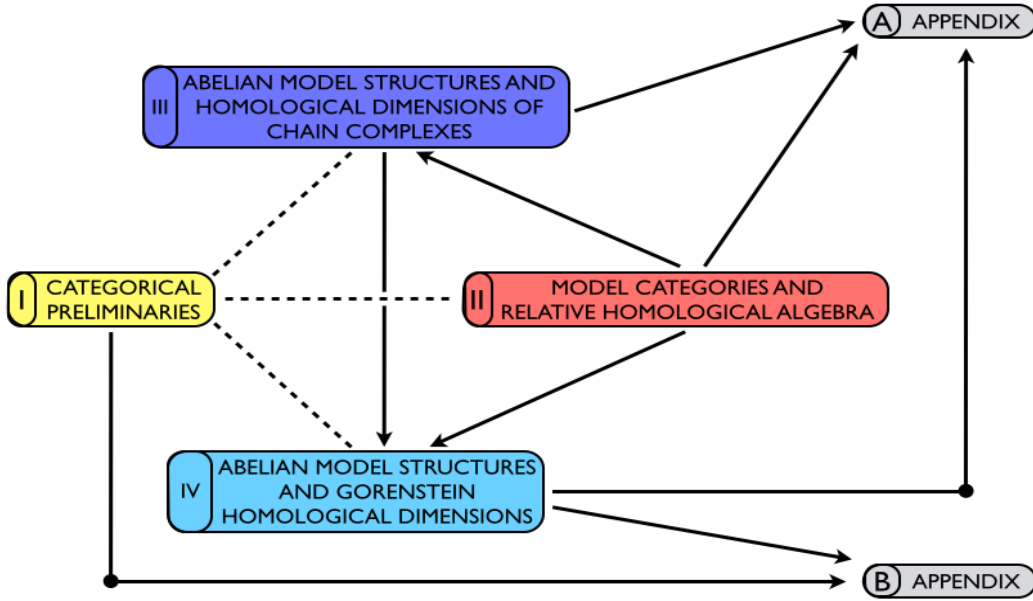 A APPENDIX
III
ABELIAN MODEL STRUCTURES AND
HOMOLOGICAL DIMENSIONS OF
CHAIN COMPLEXES
I
CATEGORICAL
PRELIMINARIES
II
MODEL CATEGORIES AND
RELATIVE HOMOLOGICAL ALGEBRA
IV
ABELIAN MODEL STRUCTURES
AND GORENSTEIN
HOMOLOGICAL DIMENSIONS
B APPENDIX